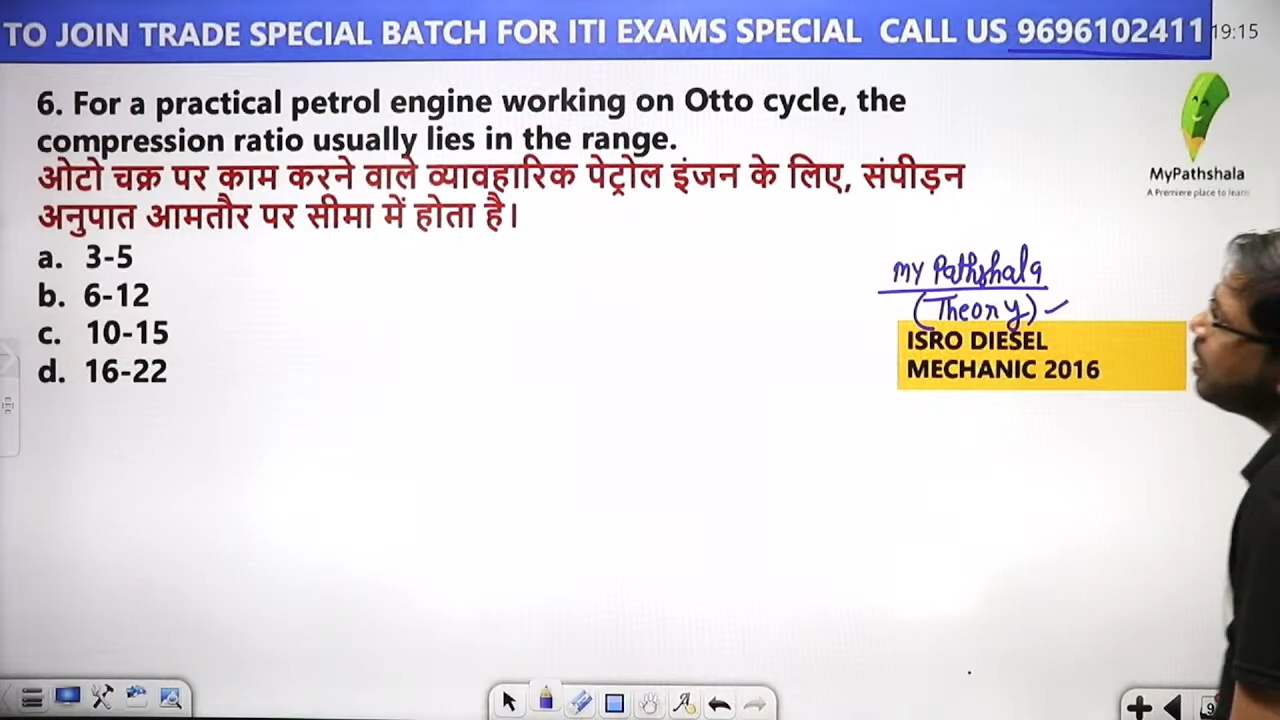 TO JOIN TRADE SPECIAL BATCH FOR ITI EXAMS SPECIAL CALL US 9696102411
19:15
6. For a practical petrol engine working on Otto cycle, the
compression ratio usually lies in the range.
ओटो चक्र पर काम करने वाले व्यावहारिक पेट्रोल इंजन के लिए, संपीड़न
अनुपात आमतौर पर सीमा में होता है।
a. 3-5
b. 6-12
c. 10-15
d. 16-22
MyPathshala
A Premiere place to learn
My Pathshala
(Theory)
ISRO DIESEL
MECHANIC 2016
9